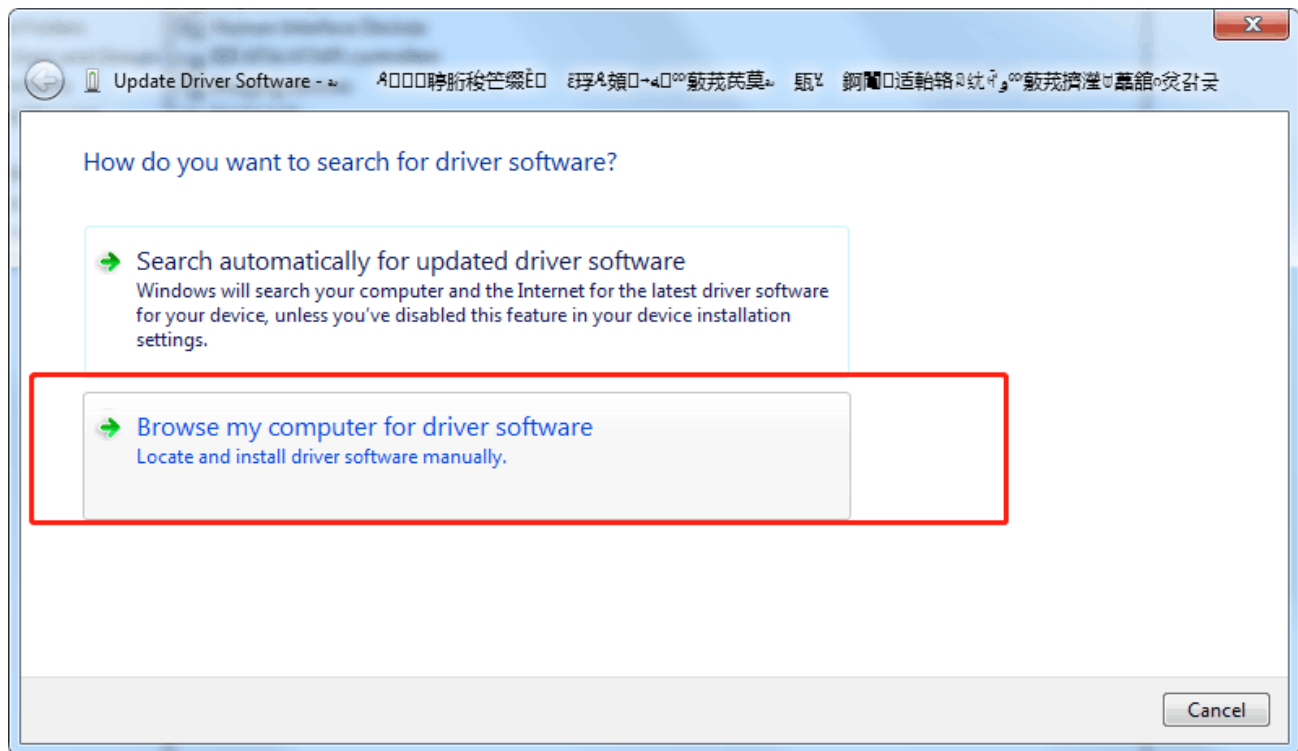 Update Driver Software -
How do you want to search for driver software?
Search automatically for updated driver software
Windows will search your computer and the Internet for the latest driver software
for your device, unless you've disabled this feature in your device installation
settings.
Browse my computer for driver software
Locate and install driver software manually.
Cancel